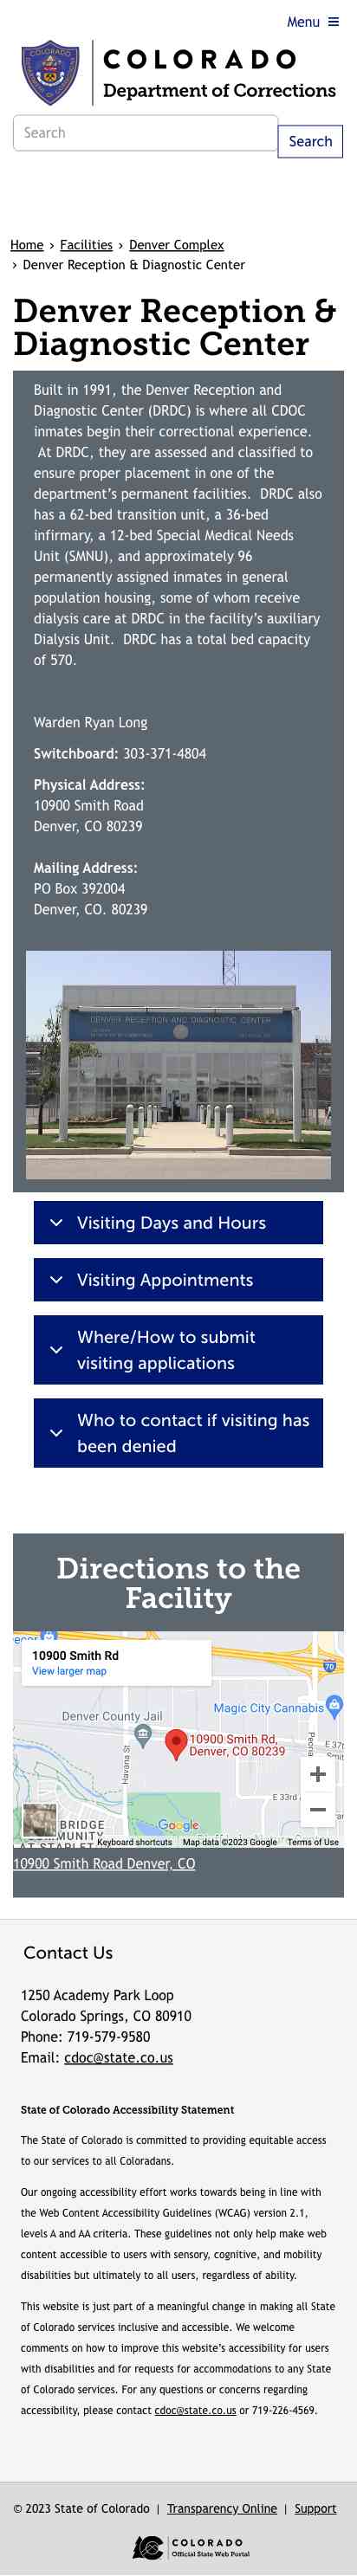 Menu
COLORADO
Department of Corrections
Search
Search
Home › Facilities › Denver Complex
› Denver Reception & Diagnostic Center
Denver Reception &
Diagnostic Center
Built in 1991, the Denver Reception and
Diagnostic Center (DRDC) is where all CDOC
inmates begin their correctional experience.
At DRDC, they are assessed and classified to
ensure proper placement in one of the
department's permanent facilities.  DRDC also
has a 62-bed transition unit, a 36-bed
infirmary, a 12-bed Special Medical Needs
Unit (SMNU), and approximately 96
permanently assigned inmates in general
population housing, some of whom receive
dialysis care at DRDC in the facility's auxiliary
Dialysis Unit.  DRDC has a total bed capacity
of 570.
Warden Ryan Long
Switchboard: 303-371-4804
Physical Address:
10900 Smith Road
Denver, CO 80239
Mailing Address:
PO Box 392004
Denver, CO. 80239
DENVER RECEPTION AND DIAGNOSTIC CENTER
Visiting Days and Hours
Visiting Appointments
Where/How to submit
visiting applications
Who to contact if visiting has
been denied
Directions to the
Facility
10900 Smith Rd
View larger map
70
Magic City Cannabis
Denver County Jail
10900 Smith Rd,
Denver, CO 80239
Havana St
Peoria
E 37t
E 33rd A
BRIDGE
COMMUNITY
AT STAPLET
Google
Keyboard shortcuts Map data ©2023 Google Terms of Use
10900 Smith Road Denver, CO
Contact Us
1250 Academy Park Loop
Colorado Springs, CO 80910
Phone: 719-579-9580
Email: cdoc@state.co.us
State of Colorado Accessibility Statement
The State of Colorado is committed to providing equitable access
to our services to all Coloradans.
Our ongoing accessibility effort works towards being in line with
the Web Content Accessibility Guidelines (WCAG) version 2.1,
levels A and AA criteria. These guidelines not only help make web
content accessible to users with sensory, cognitive, and mobility
disabilities but ultimately to all users, regardless of ability.
This website is just part of a meaningful change in making all State
of Colorado services inclusive and accessible. We welcome
comments on how to improve this website's accessibility for users
with disabilities and for requests for accommodations to any State
of Colorado services. For any questions or concerns regarding
accessibility, please contact cdoc@state.co.us or 719-226-4569.
© 2023 State of Colorado | Transparency Online | Support
COLORADO
Official State Web Portal